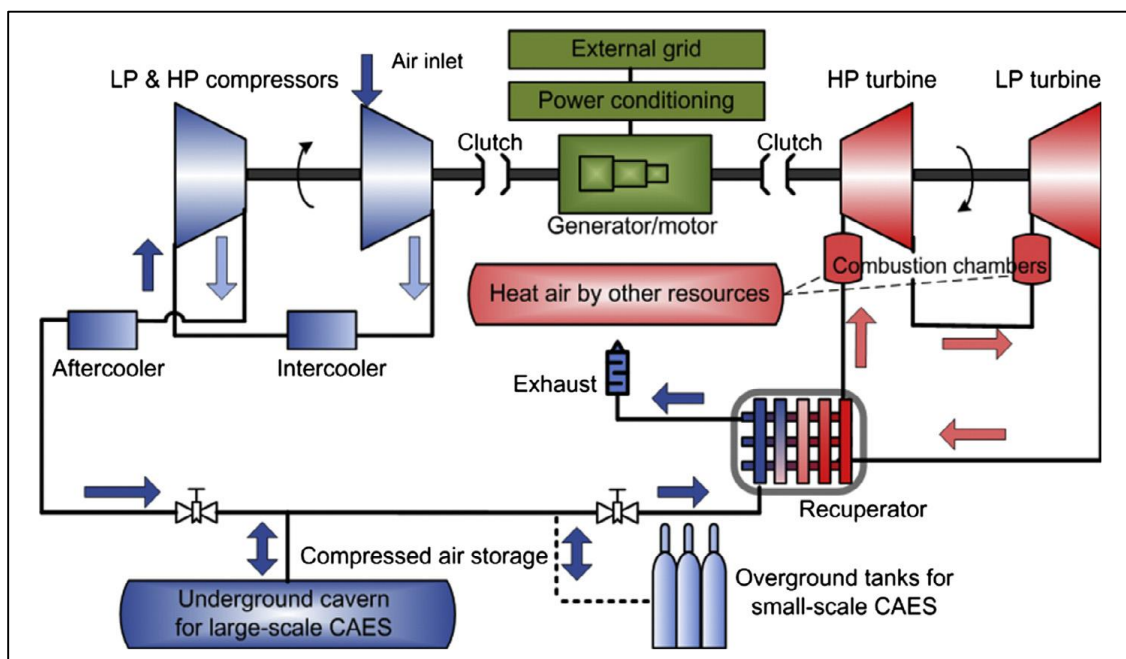 External grid
Air inlet
LP & HP compressors
HP turbine
LP turbine
Power conditioning
Clutch
Clutch
Generator/motor
Combustion chambers
Heat air by other resources
Aftercooler
Intercooler
Exhaust
Recuperator
Compressed air storage
Underground cavern
for large-scale CAES
Overground tanks for
small-scale CAES